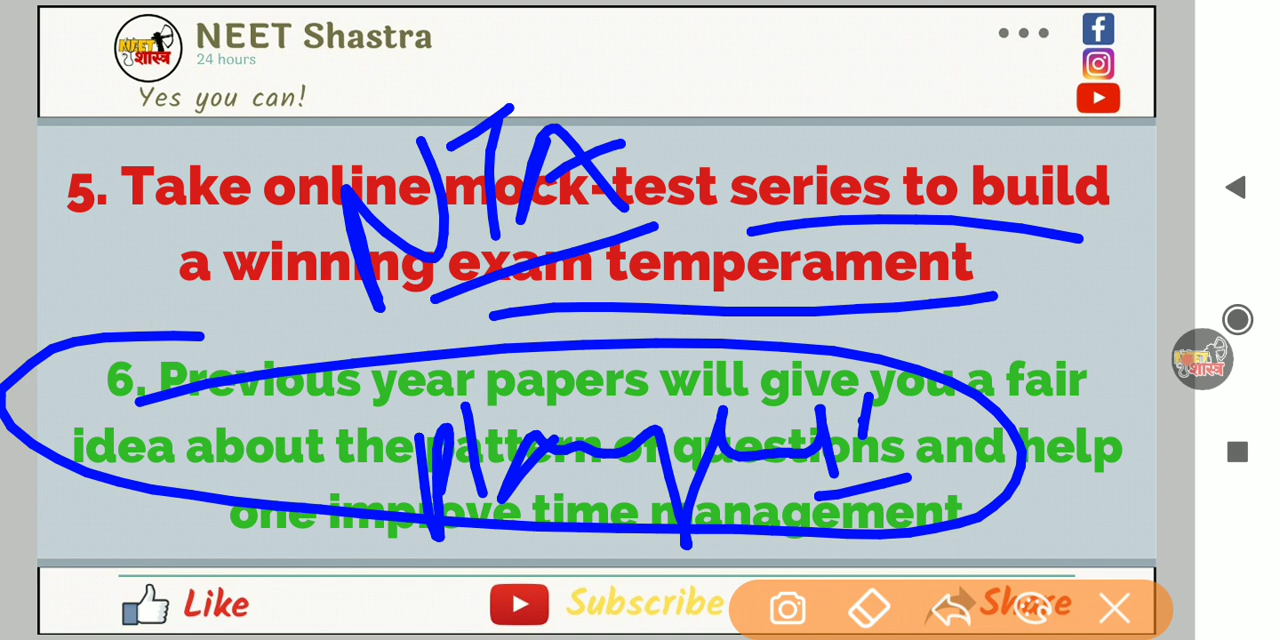 NEET
शास्त्र
NEET Shastra
24 hours
Yes you can!
NTA
5. Take online mock-test series to build
a winning exam temperament
6. Previous year papers will give you a fair
idea about the pattern of questions and help
one improve time management
NEET
शास्त्र
Like
Subscribe
Share